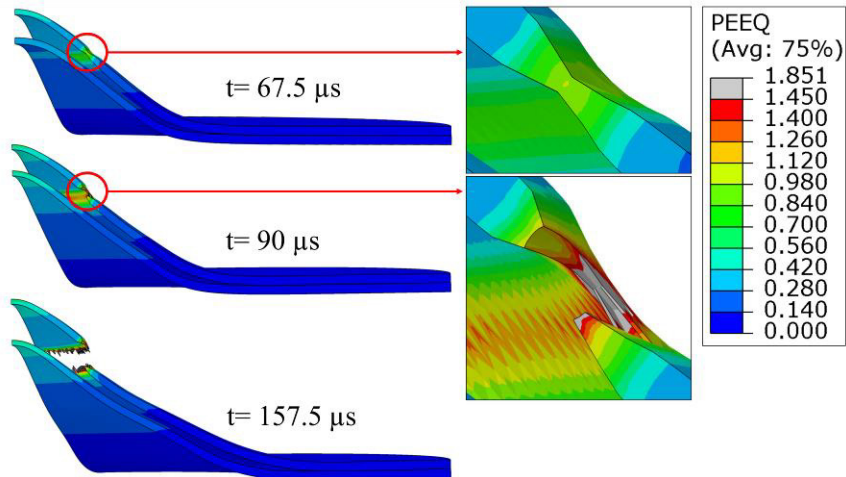 t= 67.5 µs
t= 90 µs
t= 157.5 µs
PEEQ
(Avg: 75%)
1.851
1.450
1.400
1.260
1.120
0.980
0.840
0.700
0.560
0.420
0.280
0.140
0.000